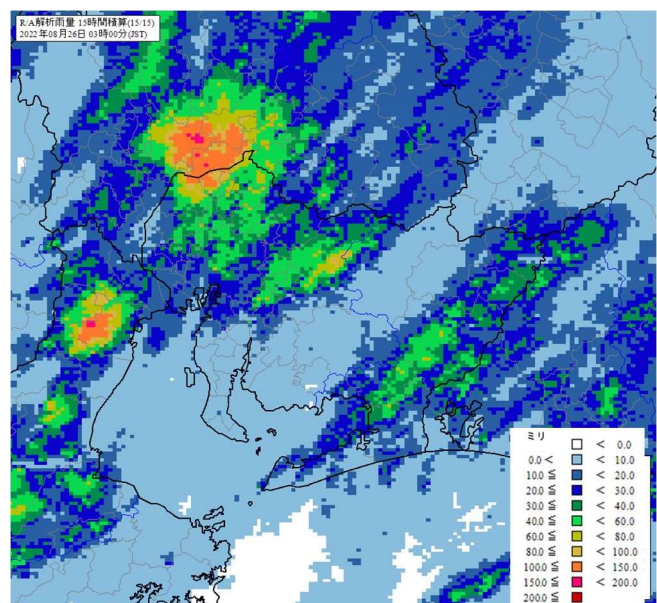 R/A解析雨量 15時間積算(15/15)
2022年08月26日 03時00分(JST)
ミリ
< 0.0
0.0 < < 10.0
10.0 ≦ < 20.0
20.0 ≦ < 30.0
30.0 ≦ < 40.0
40.0 ≦ < 60.0
60.0 ≦ < 80.0
80.0 ≦ < 100.0
100.0 ≦ < 150.0
150.0 ≦ < 200.0
200.0 ≦